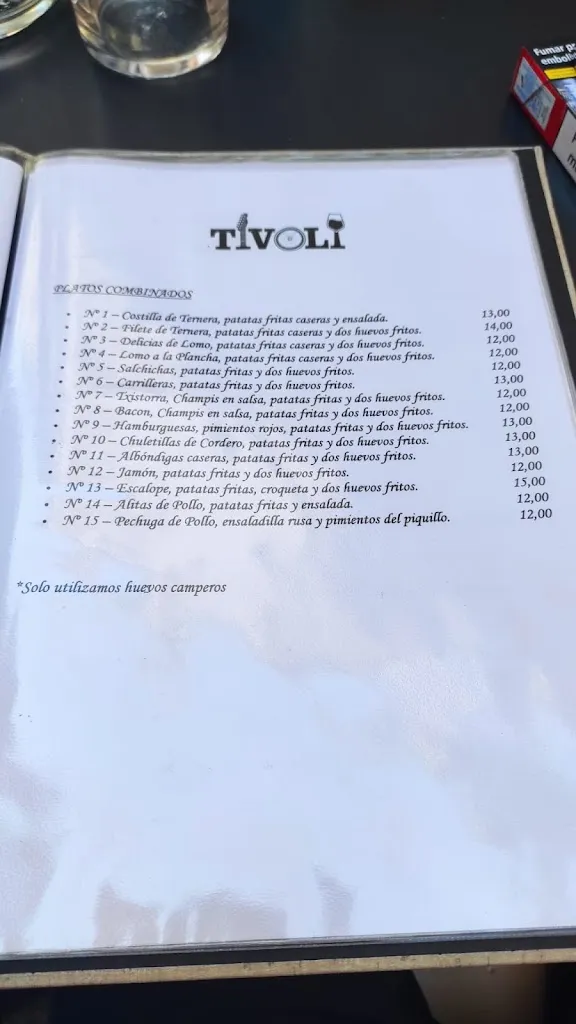 Fumar
TIVOLI
PLATOS COMBINADOS
• Nº 1 – Costilla de Ternera, patatas fritas caseras y ensalada. 13,00
• Nº 2 – Filete de Ternera, patatas fritas caseras y dos huevos fritos. 14,00
• Nº 3 – Delicias de Lomo, patatas fritas caseras y dos huevos fritos. 12,00
• Nº 4 – Lomo a la Plancha, patatas fritas caseras y dos huevos fritos. 12,00
• Nº 5 – Salchichas, patatas fritas y dos huevos fritos. 12,00
• Nº 6 – Carrilleras, patatas fritas y dos huevos fritos. 13,00
• Nº 7 – Txistorra, Champis en salsa, patatas fritas y dos huevos fritos. 12,00
• Nº 8 – Bacon, Champis en salsa, patatas fritas y dos huevos fritos. 12,00
• Nº 9 – Hamburguesas, pimientos rojos, patatas fritas y dos huevos fritos. 13,00
• Nº 10 – Chuletillas de Cordero, patatas fritas y dos huevos fritos. 13,00
• Nº 11 – Albóndigas caseras, patatas fritas y dos huevos fritos. 13,00
• Nº 12 – Jamón, patatas fritas y dos huevos fritos. 12,00
• Nº 13 – Escalope, patatas fritas, croqueta y dos huevos fritos. 15,00
• Nº 14 – Alitas de Pollo, patatas fritas y ensalada. 12,00
• Nº 15 – Pechuga de Pollo, ensaladilla rusa y pimientos del piquillo. 12,00
*Solo utilizamos huevos camperos